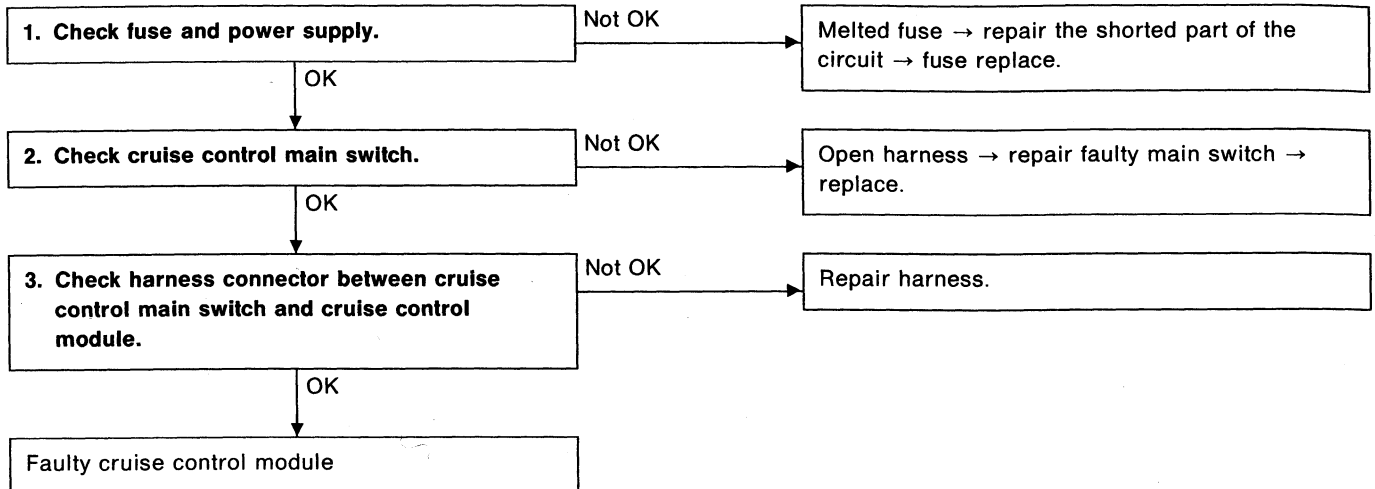 1. Check fuse and power supply.
Not OK
Melted fuse → repair the shorted part of the
circuit → fuse replace.
OK
2. Check cruise control main switch.
Not OK
Open harness → repair faulty main switch →
replace.
OK
3. Check harness connector between cruise
control main switch and cruise control
module.
Not OK
Repair harness.
OK
Faulty cruise control module